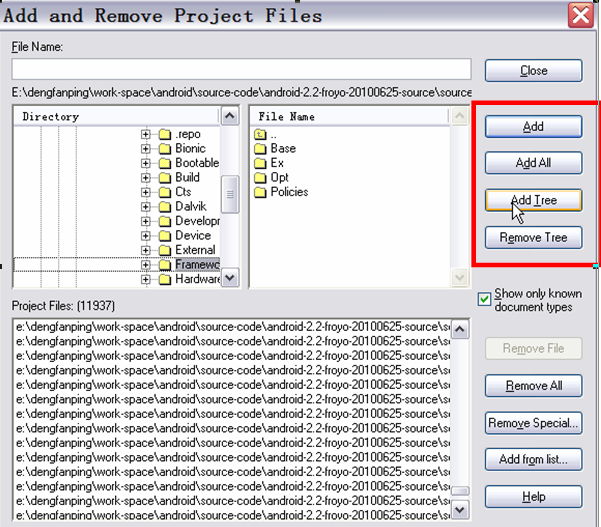 Add and Remove Project Files
File Name:
Close
E:\dengfanping\work-space\android\source-code\android-2.2-froyo-20100625-source\source
Directory
File Name
.repo
Bionic
Bootable
Build
Cts
Dalvik
Developm
Device
External
Framewo
Hardware
..
Base
Ex
Opt
Policies
Add
Add All
Add Tree
Remove Tree
Show only known
document types
Project Files: (11937)
e:\dengfanping\work-space\android\source-code\android-2.2-froyo-20100625-source\so
e:\dengfanping\work-space\android\source-code\android-2.2-froyo-20100625-source\so
e:\dengfanping\work-space\android\source-code\android-2.2-froyo-20100625-source\so
e:\dengfanping\work-space\android\source-code\android-2.2-froyo-20100625-source\so
e:\dengfanping\work-space\android\source-code\android-2.2-froyo-20100625-source\so
e:\dengfanping\work-space\android\source-code\android-2.2-froyo-20100625-source\so
e:\dengfanping\work-space\android\source-code\android-2.2-froyo-20100625-source\so
e:\dengfanping\work-space\android\source-code\android-2.2-froyo-20100625-source\so
e:\dengfanping\work-space\android\source-code\android-2.2-froyo-20100625-source\so
e:\dengfanping\work-space\android\source-code\android-2.2-froyo-20100625-source\so
e:\dengfanping\work-space\android\source-code\android-2.2-froyo-20100625-source\so
e:\dengfanping\work-space\android\source-code\android-2.2-froyo-20100625-source\so
e:\dengfanping\work-space\android\source-code\android-2.2-froyo-20100625-source\so
e:\dengfanping\work-space\android\source-code\android-2.2-froyo-20100625-source\so
Remove File
Remove All
Remove Special...
Add from list...
Help